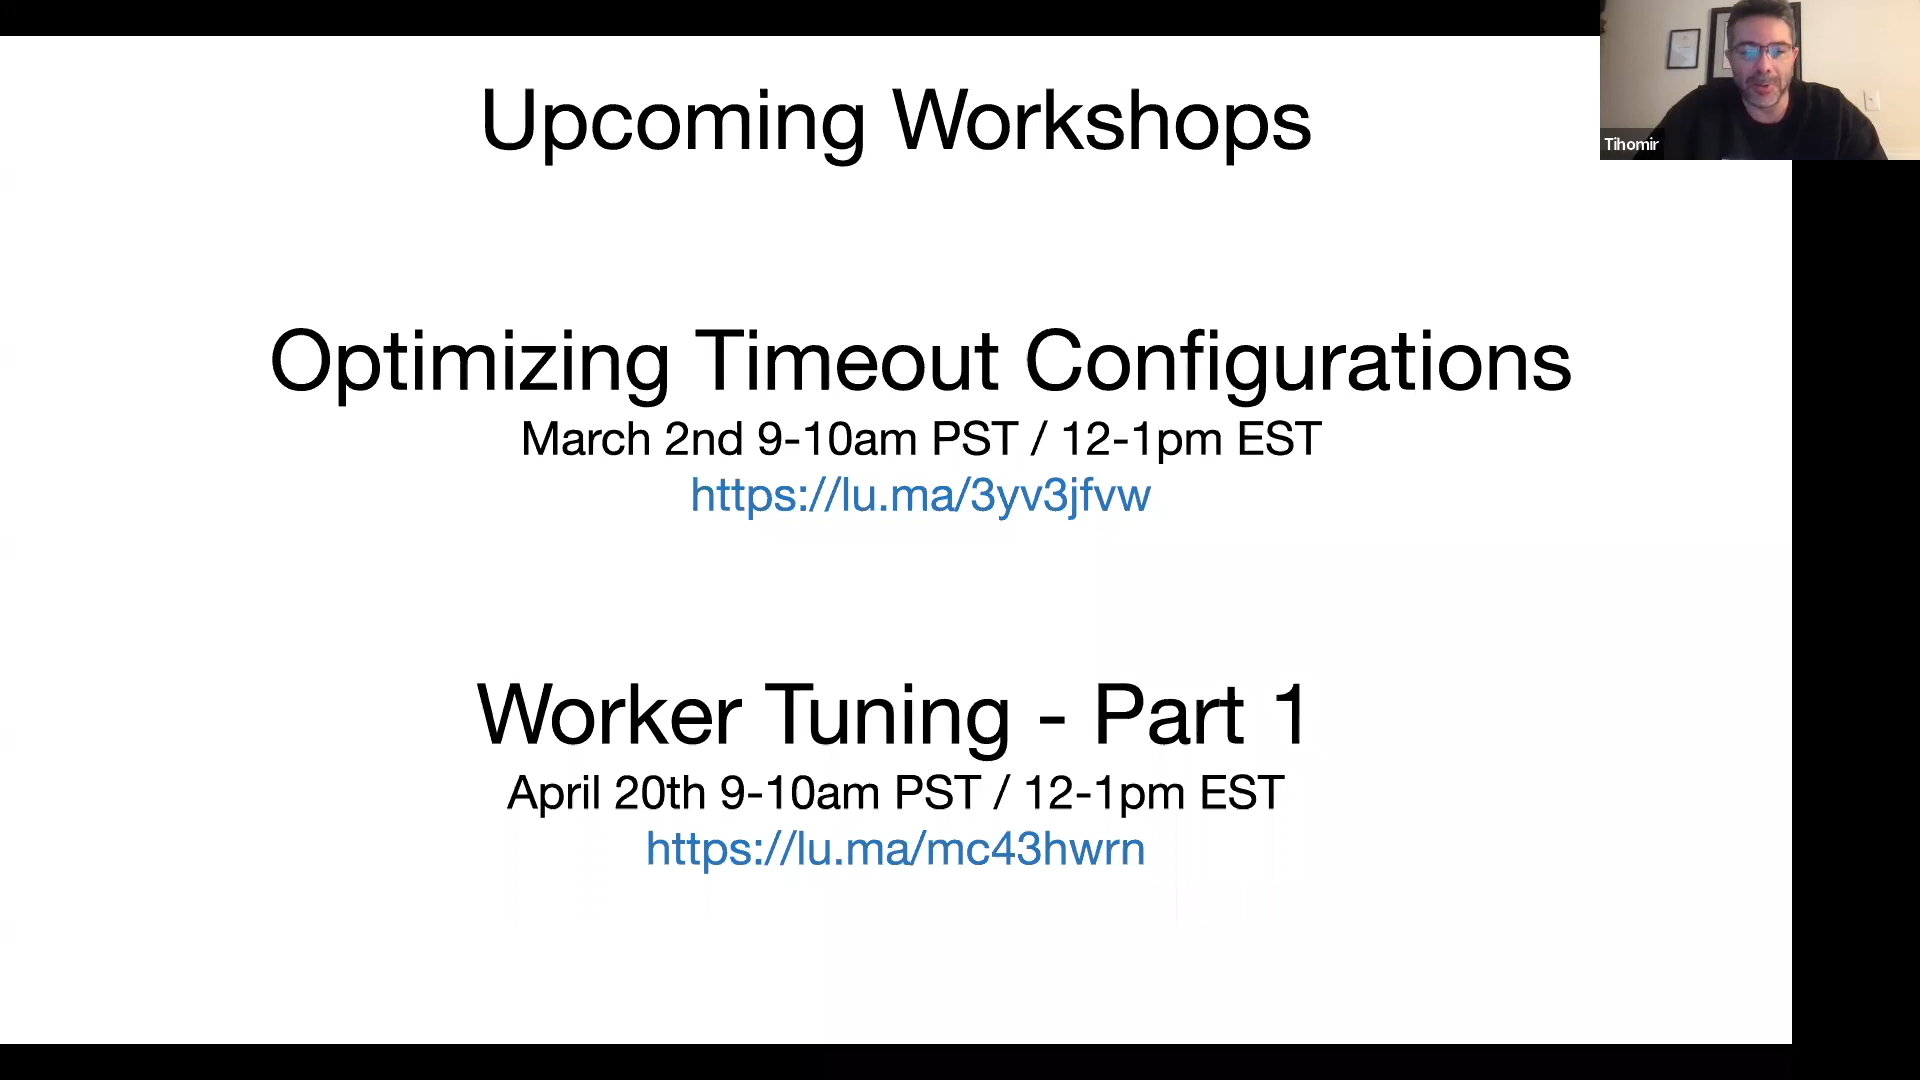 Upcoming Workshops
Tihomir
Optimizing Timeout Configurations
March 2nd 9-10am PST / 12-1pm EST
https://lu.ma/3yv3jfvw
Worker Tuning - Part 1
April 20th 9-10am PST / 12-1pm EST
https://lu.ma/mc43hwrn